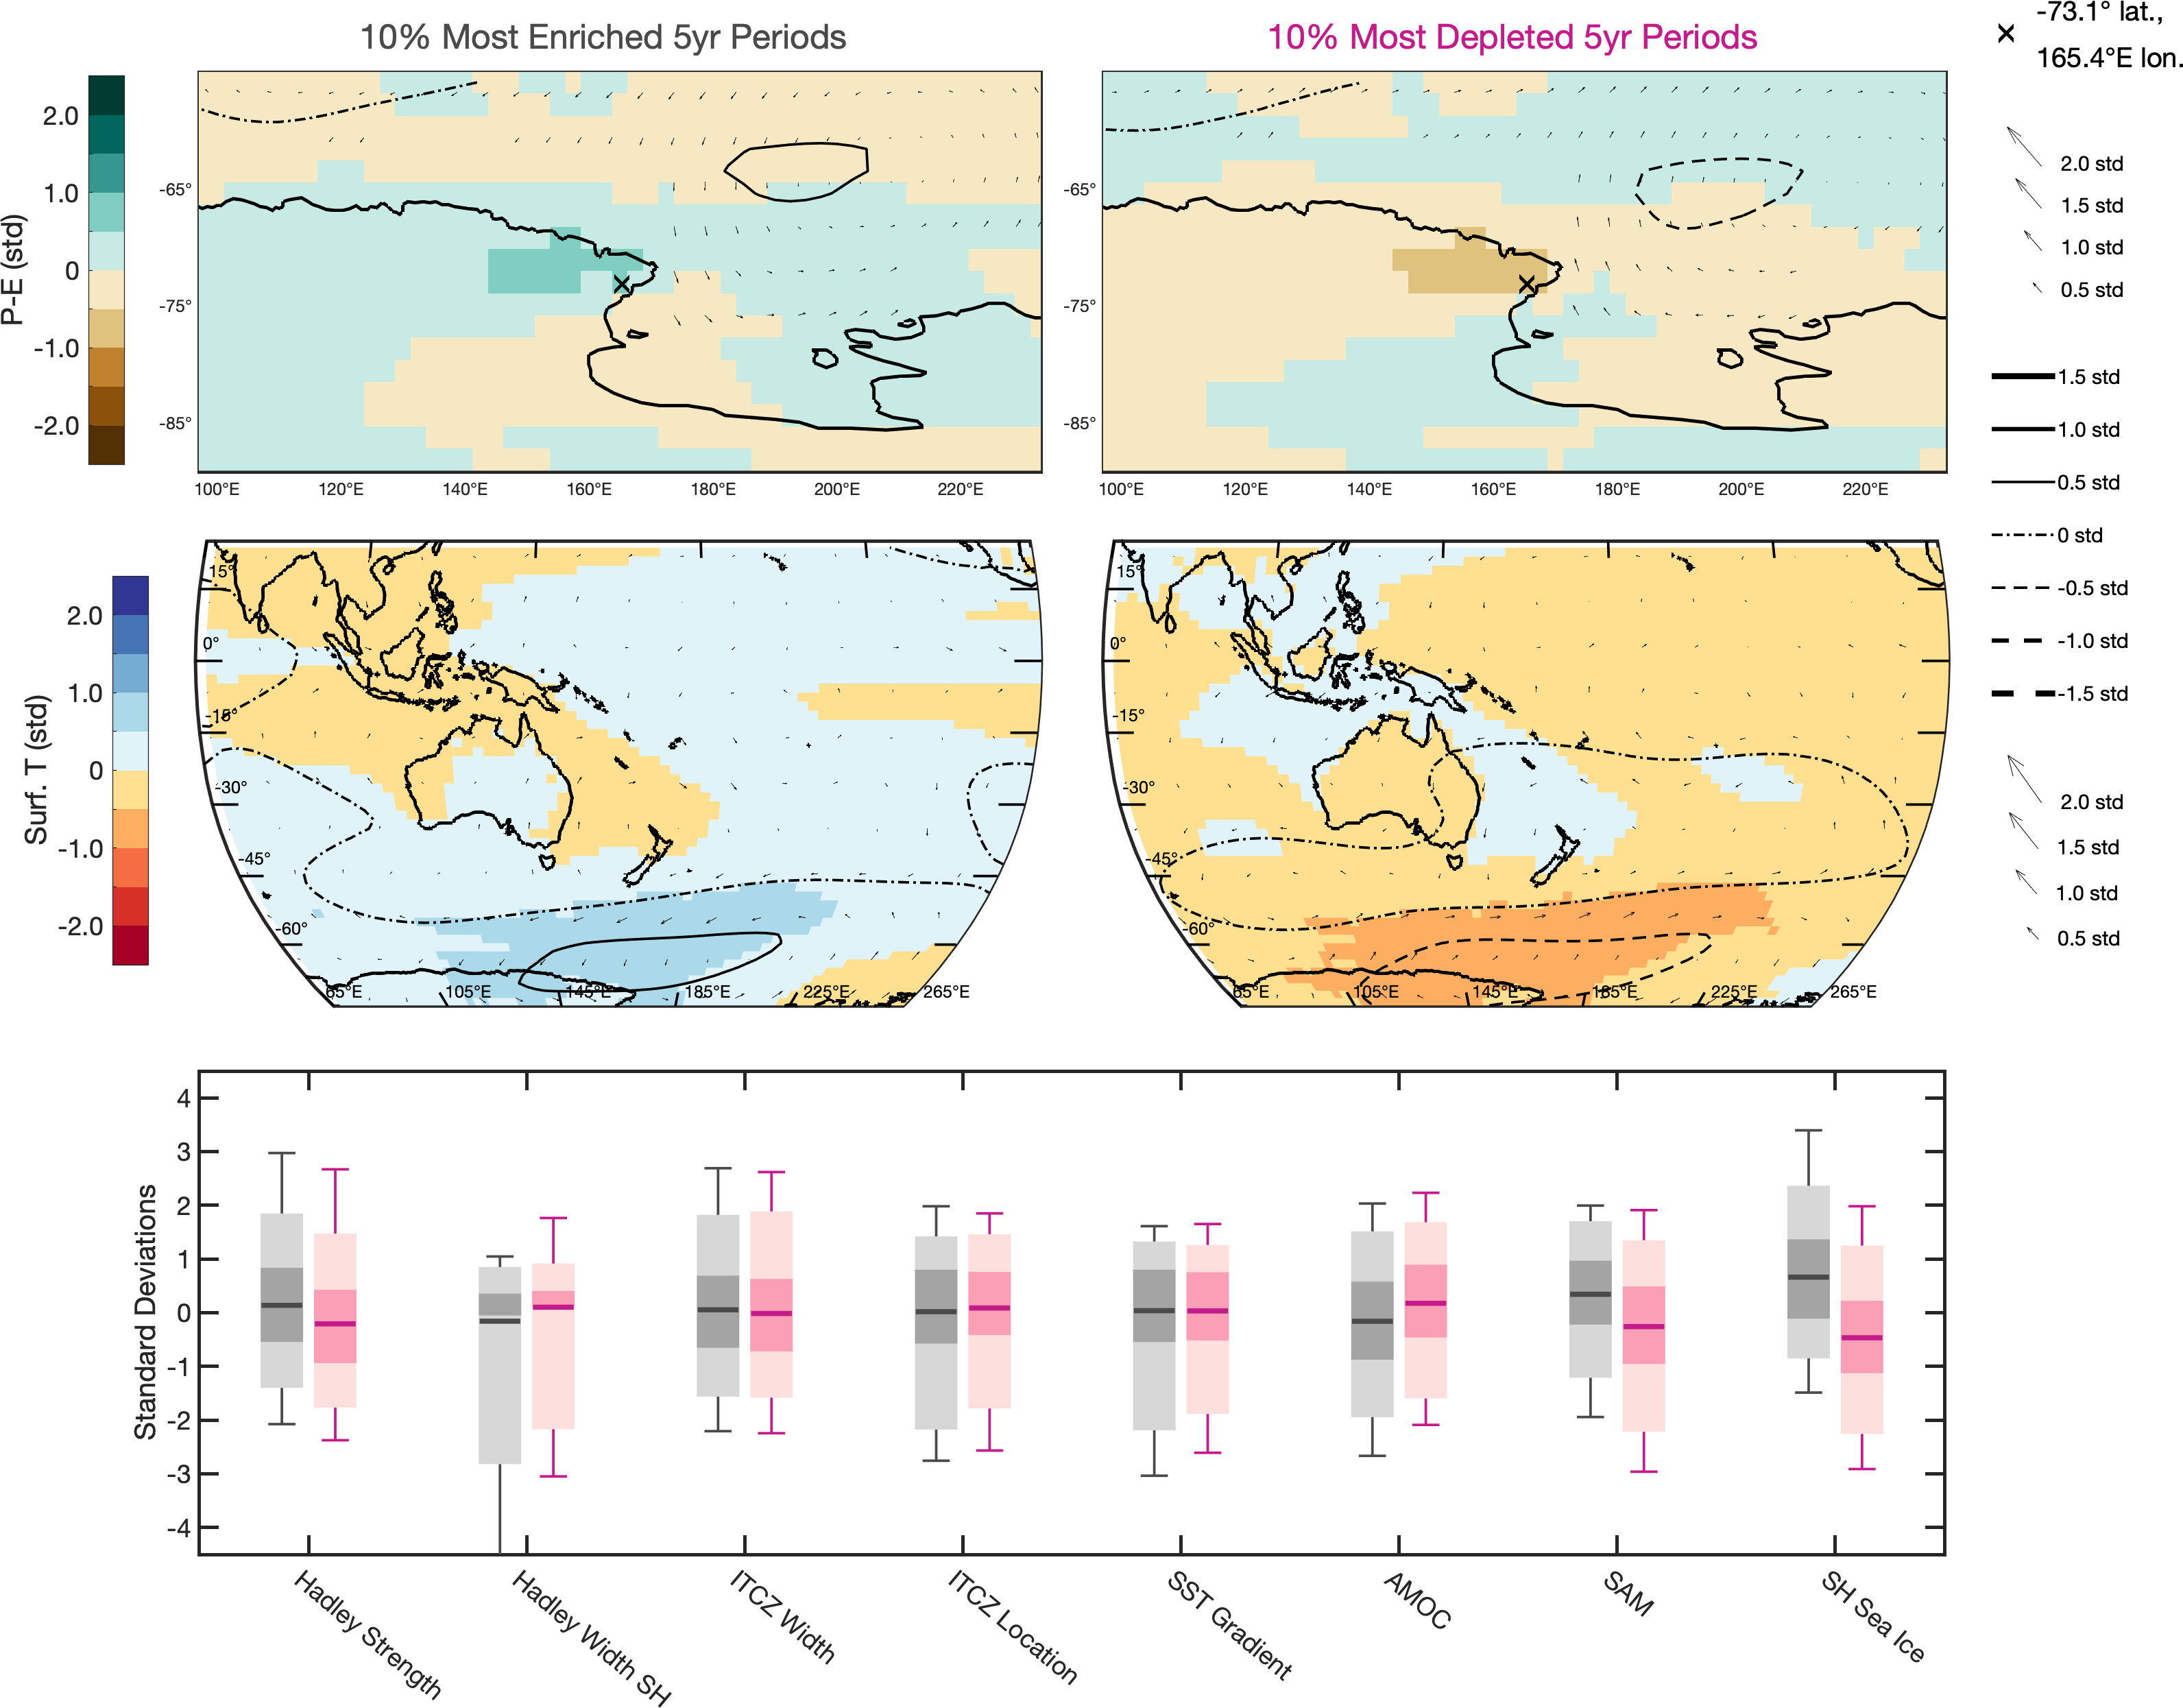 10% Most Enriched 5yr Periods
10% Most Depleted 5yr Periods
-73.1° lat.,
165.4°E lon.
P-E (std)
2.0
1.0
0
-1.0
-2.0
-65°
-75°
-85°
100°E 120°E 140°E 160°E 180°E 200°E 220°E
-65°
-75°
-85°
100°E 120°E 140°E 160°E 180°E 200°E 220°E
2.0 std
1.5 std
1.0 std
0.5 std
1.5 std
1.0 std
0.5 std
0 std
-0.5 std
-1.0 std
-1.5 std
Surf. T (std)
2.0
1.0
0
-1.0
-2.0
15°
0°
-15°
-30°
-45°
-60°
65°E 105°E 145°E 185°E 225°E 265°E
15°
0°
-15°
-30°
-45°
-60°
65°E 105°E 145°E 185°E 225°E 265°E
2.0 std
1.5 std
1.0 std
0.5 std
Standard Deviations
4
3
2
1
0
-1
-2
-3
-4
Hadley Strength
Hadley Width SH
ITCZ Width
ITCZ Location
SST Gradient
AMOC
SAM
SH Sea Ice